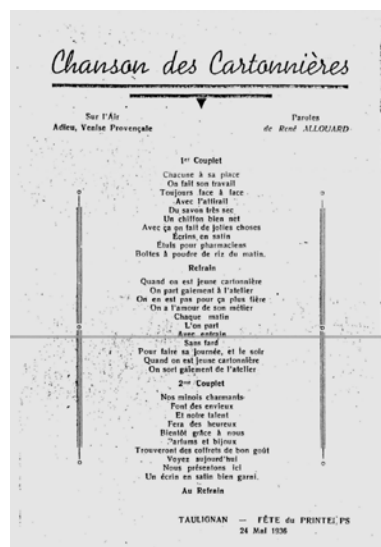 Chanson des Cartonnières
Sur l'Air
Adieu, Venise Provençale
Paroles
de René ALLOUARD
1er Couplet
Chacune à sa place
On fait son travail
Toujours face à face
Avec l'attirail
Du savon très sec
Un chiffon bien net
Avec ça on fait de jolies choses
Écrins en satin
Étuis pour pharmaciens
Boîtes à poudre de riz du matin.
Refrain
Quand on est jeune cartonnière
On part gaiement à l'atelier
On en est pas pour ça plus fière
On a l'amour de son métier
Chaque matin
L'on part
Avec entrain
Sans fard
Pour faire sa journée, et le soir
Quand on est jeune cartonnière
On sort gaiement de l'atelier
2me Couplet
Nos minois charmants
Font des envieux
Et notre talent
Fera des heureux
Bientôt grâce à nous
Parfums et bijoux
Trouveront des coffrets de bon goût
Voyez aujourd'hui
Nous présentons ici
Un écrin en satin bien garni.
Au Refrain
TAULIGNAN — FÊTE du PRINTEMPS
24 Mai 1936